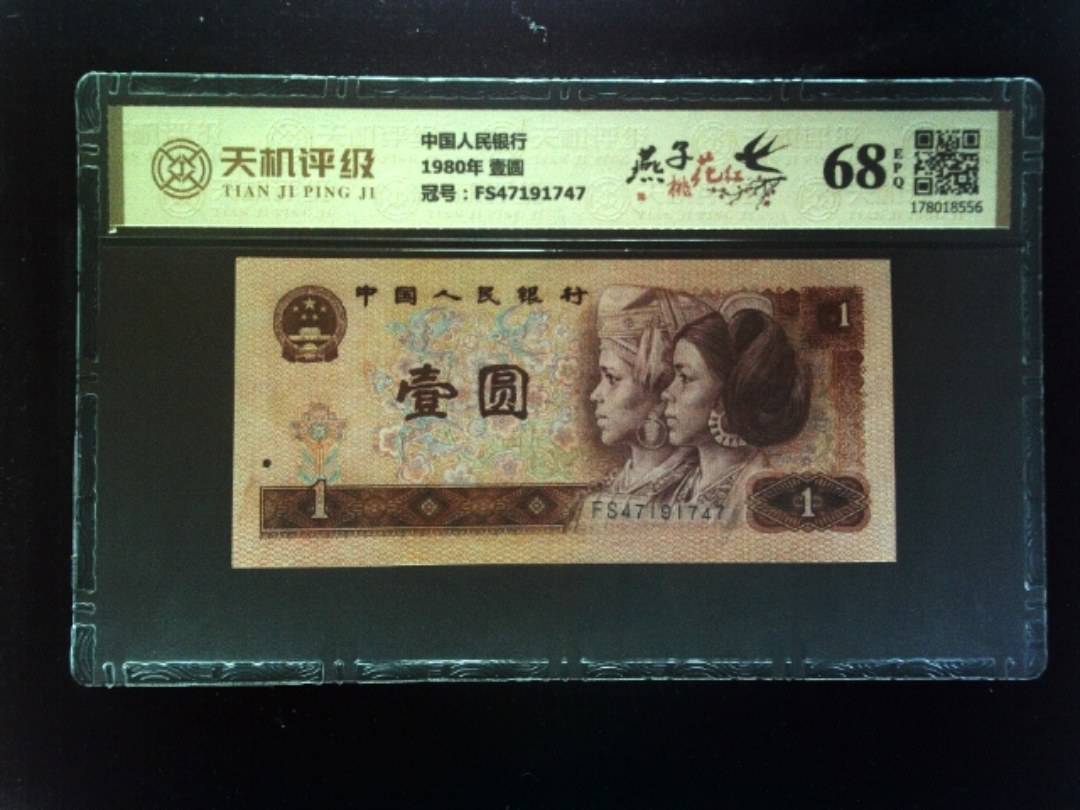 天机评级
TIAN JI PING JI
中国人民银行
1980年 壹圆
冠号：FS47191747
燕子
桃花红
68
EPQ
178018556
中国人民银行
1
壹圆
1
FS47191747
1